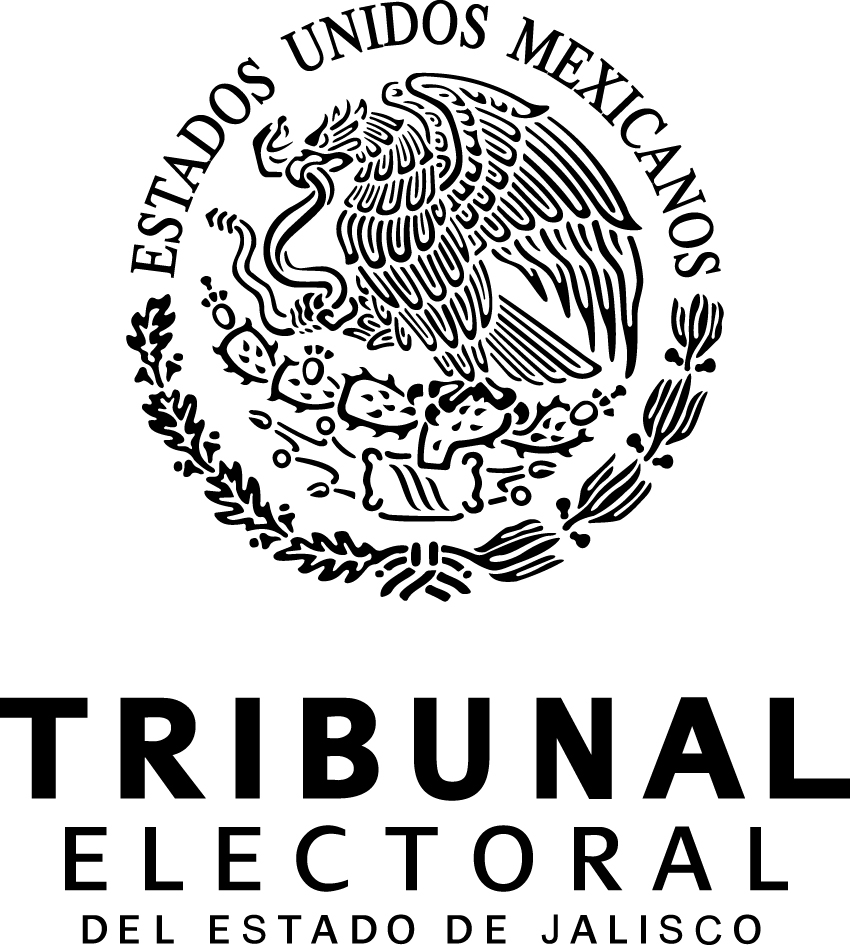 ESTADOS UNIDOS MEXICANOS
TRIBUNAL
ELECTORAL
DEL ESTADO DE JALISCO